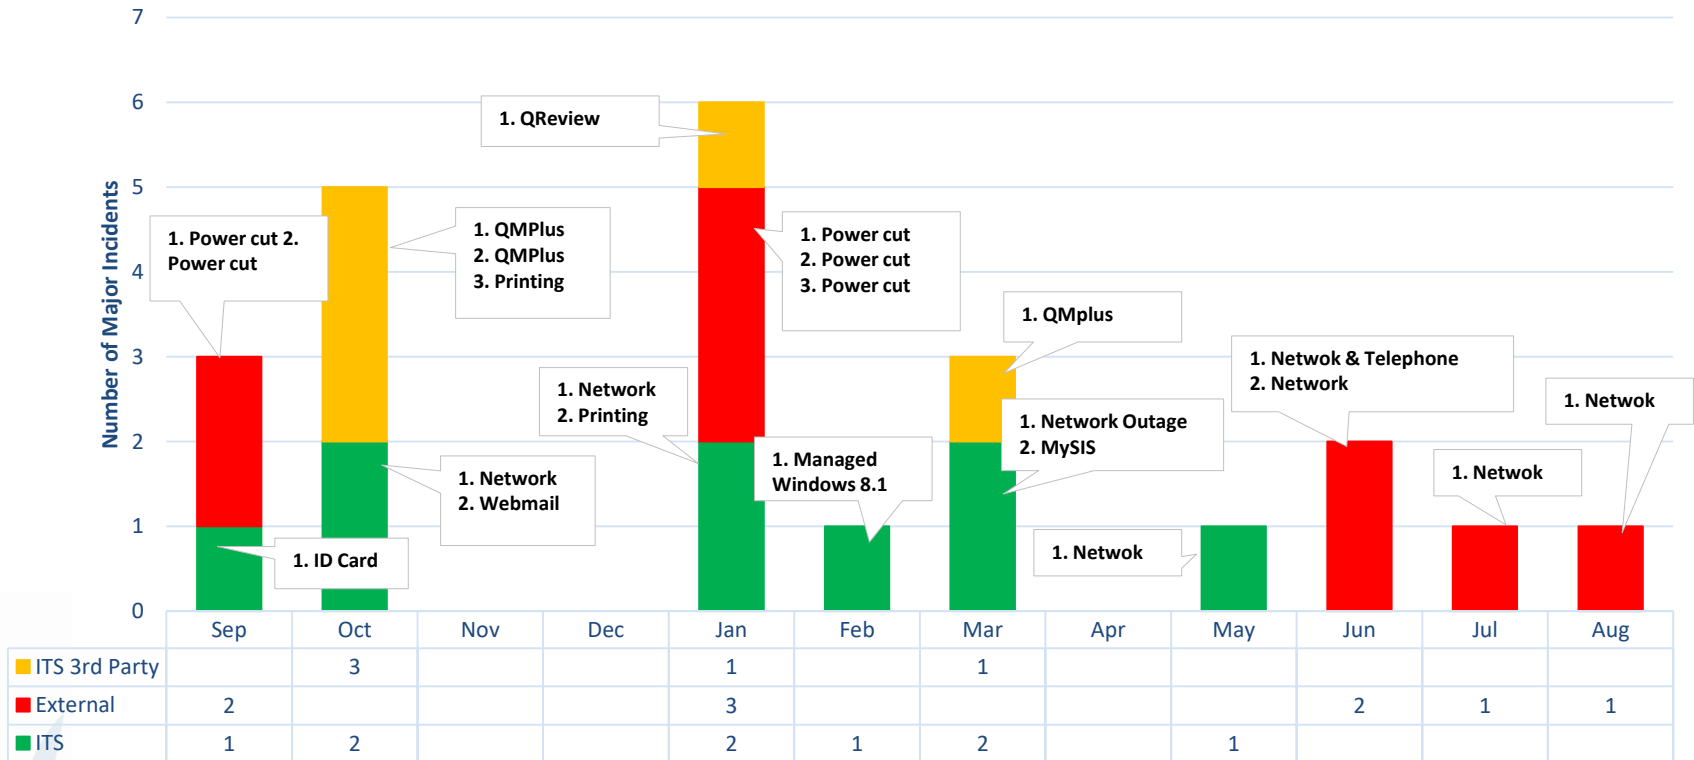 7
6
5
4
3
2
1
0
Number of Major Incidents
1. Power cut 2.
Power cut
1. ID Card
1. QMPlus
2. QMPlus
3. Printing
1. Network
2. Webmail
1. QReview
1. Power cut
2. Power cut
3. Power cut
1. Network
2. Printing
1. Managed
Windows 8.1
1. QMplus
1. Network Outage
2. MySIS
1. Netwok
1. Netwok & Telephone
2. Network
1. Netwok
1. Netwok
Sep Oct Nov Dec Jan Feb Mar Apr May Jun Jul Aug
ITS 3rd Party 3 1 1
External 2 3 2 1 1
ITS 1 2 2 1 2 1